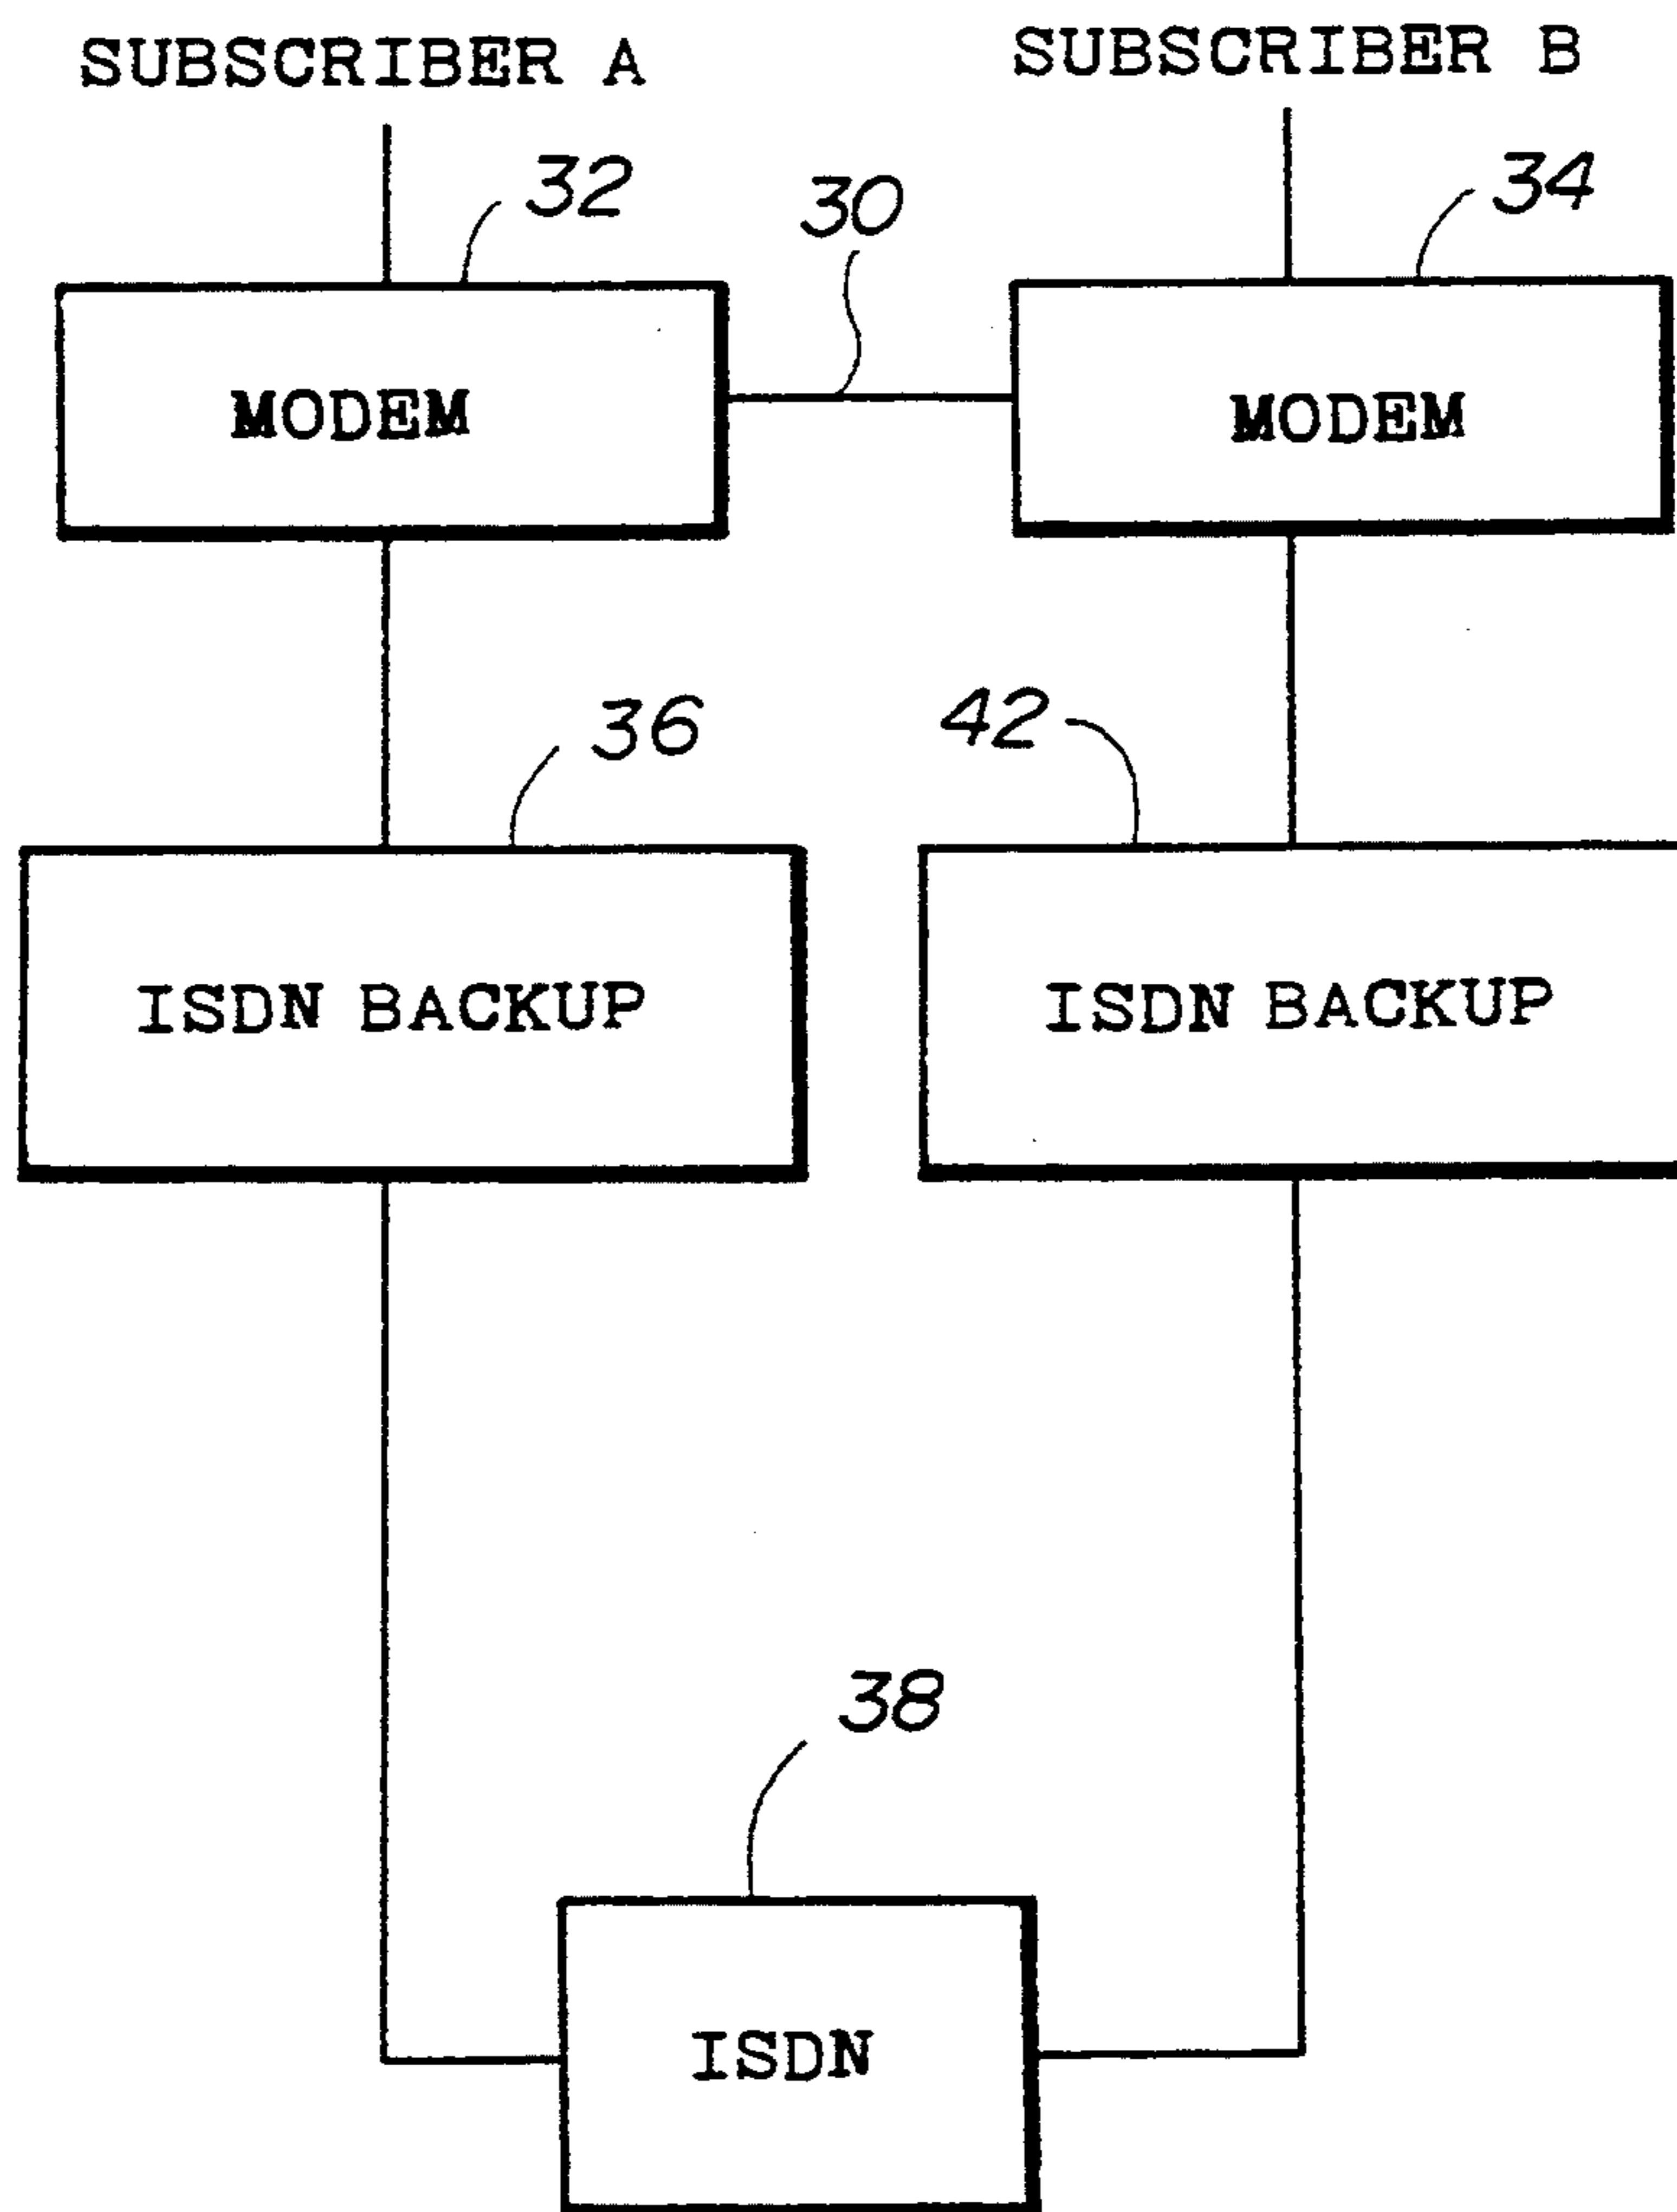 SUBSCRIBER A
SUBSCRIBER B
32
30
34
MODEM
MODEM
36
42
ISDN BACKUP
ISDN BACKUP
38
ISDN